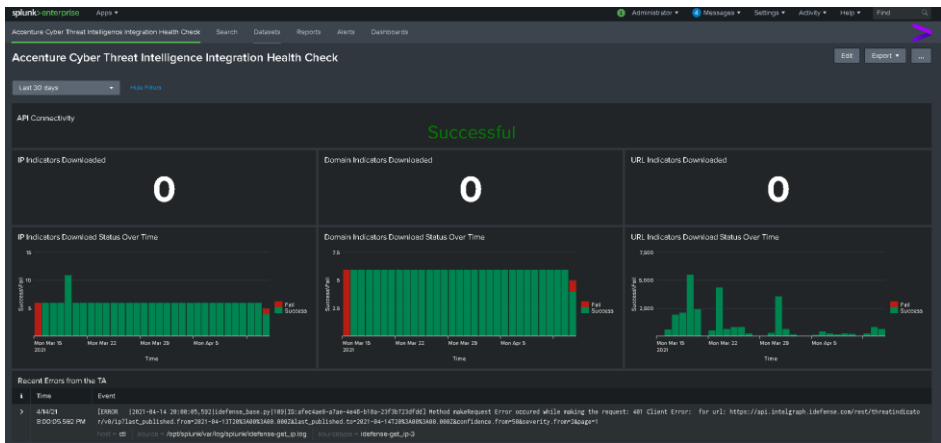 splunk>enterprise Apps ▾ Administrator ▾ 4 Messages ▾ Settings ▾ Activity ▾ Help ▾ Find
Accenture Cyber Threat Intelligence Integration Health Check Search Datasets Reports Alerts Dashboards
Accenture Cyber Threat Intelligence Integration Health Check Edit Export ▾ ...
Last 30 days Hide Filters
API Connectivity
Successful
IP Indicators Downloaded Domain Indicators Downloaded URL Indicators Downloaded
0 0 0
IP Indicators Download Status Over Time Domain Indicators Download Status Over Time URL Indicators Download Status Over Time
15 7.5 7,500
10 5 5,000
5 2.5 2,500
Success/Fail Success/Fail Success/Fail
Fail Fail Fail
Success Success Success
Mon Mar 15 Mon Mar 22 Mon Mar 29 Mon Apr 5 Mon Mar 15 Mon Mar 22 Mon Mar 29 Mon Apr 5 Mon Mar 15 Mon Mar 22 Mon Mar 29 Mon Apr 5
2021 2021 2021
Time Time Time
Recent Errors from the TA
i Time Event
> 4/14/21 [ERROR |2021-04-14 20:00:05,592|idefense_base.py|109| Method makeRequest Error occured while making the request: 401 Client Error: for url: https://api.intelgraph.idefense.com/rest/threatindicato
8:00:05.592 PM r/v0/ip?last_published.from=2021-04-13T20%3A00%3A00.000Z&last_published.to=2021-04-14T20%3A00%3A00.000Z&confidence.from=50&severity.from=3&page=1
host = source = /opt/splunk/var/log/splunk/idefense-get_ip.log sourcetype = idefense-get_ip-3